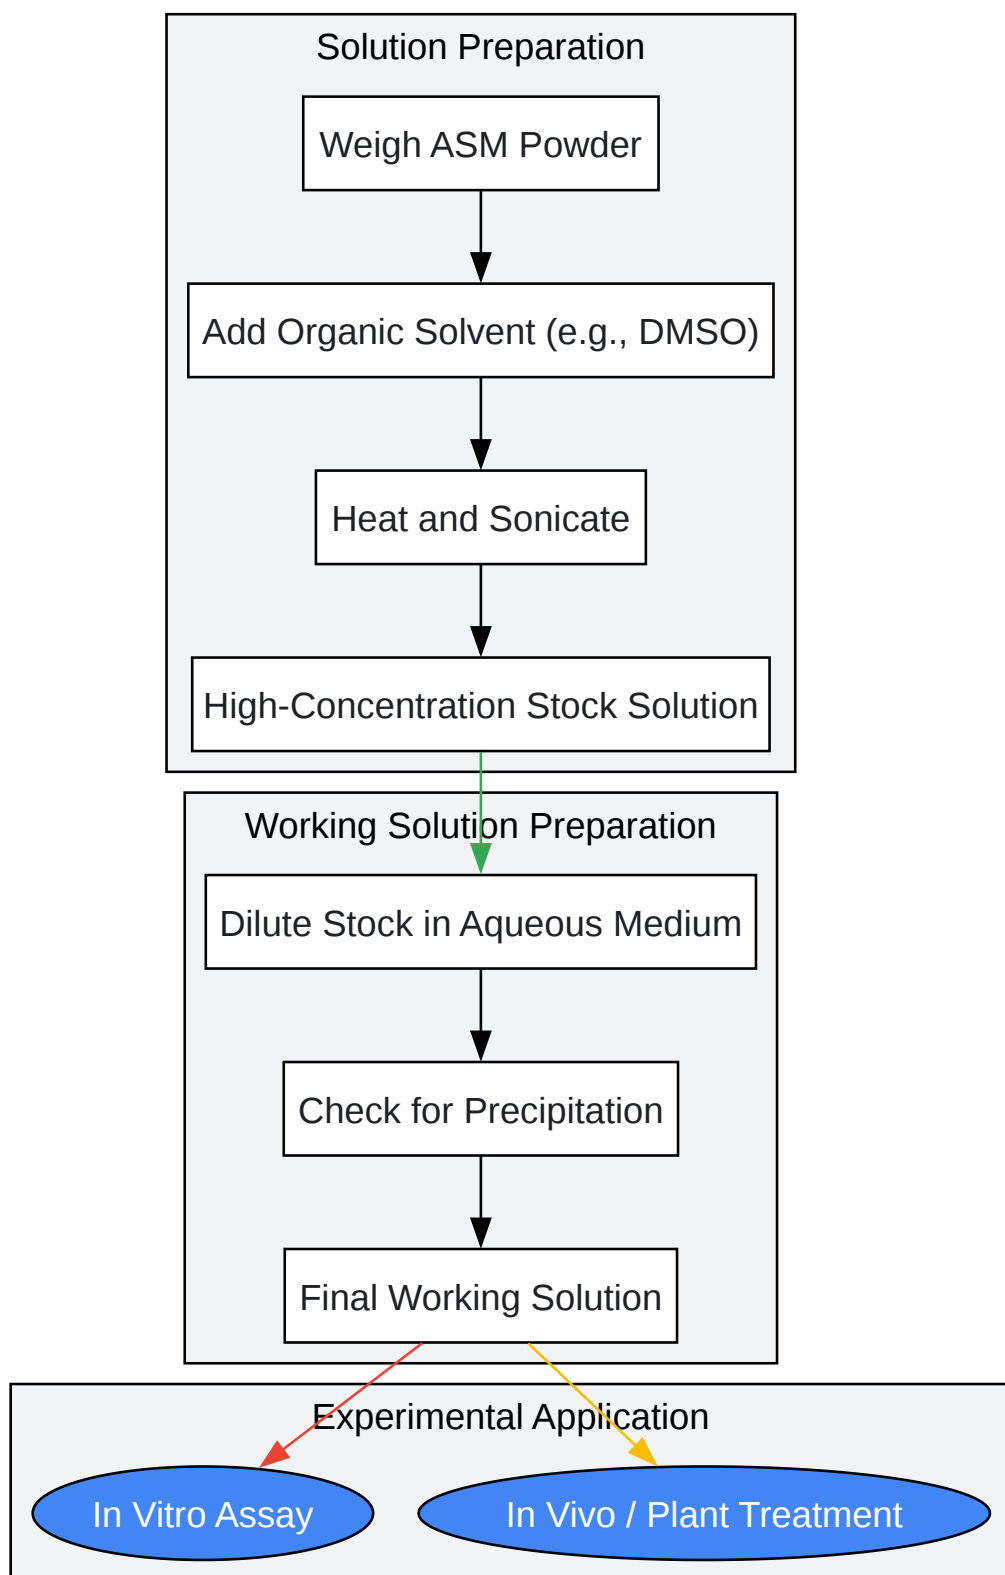 Solution Preparation
Weigh ASM Powder
Add Organic Solvent (e.g., DMSO)
Heat and Sonicate
High-Concentration Stock Solution
Working Solution Preparation
Dilute Stock in Aqueous Medium
Check for Precipitation
Final Working Solution
Experimental Application
In Vitro Assay
In Vivo / Plant Treatment